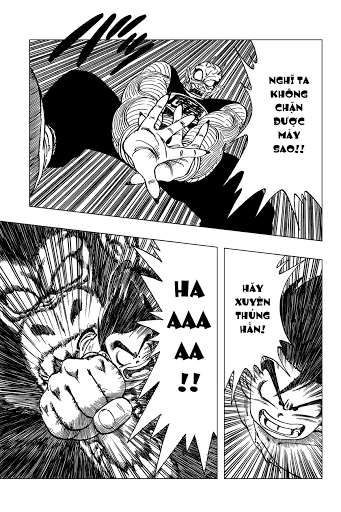 NGHĨ TA
KHÔNG
CHẶN
ĐƯỢC
MÀY
SAO!!
HÃY
XUYÊN
THỦNG
HẮN!
HA
AAA
AA
!!